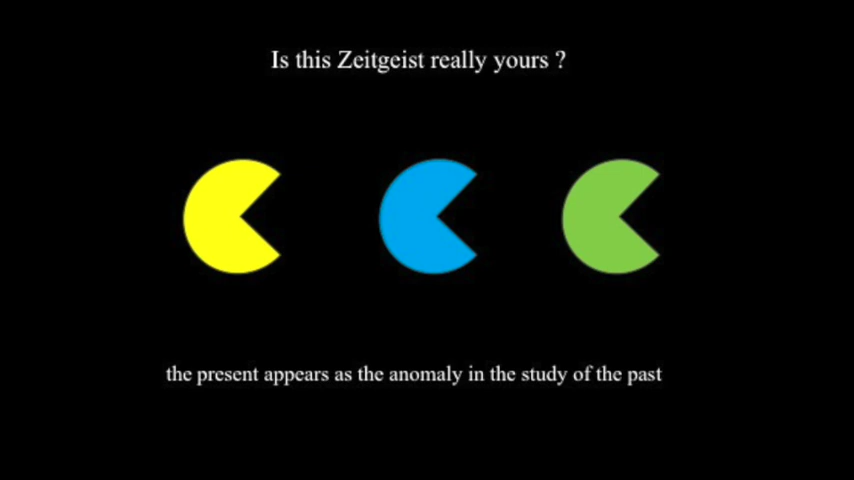 Is this Zeitgeist really yours ?
the present appears as the anomaly in the study of the past